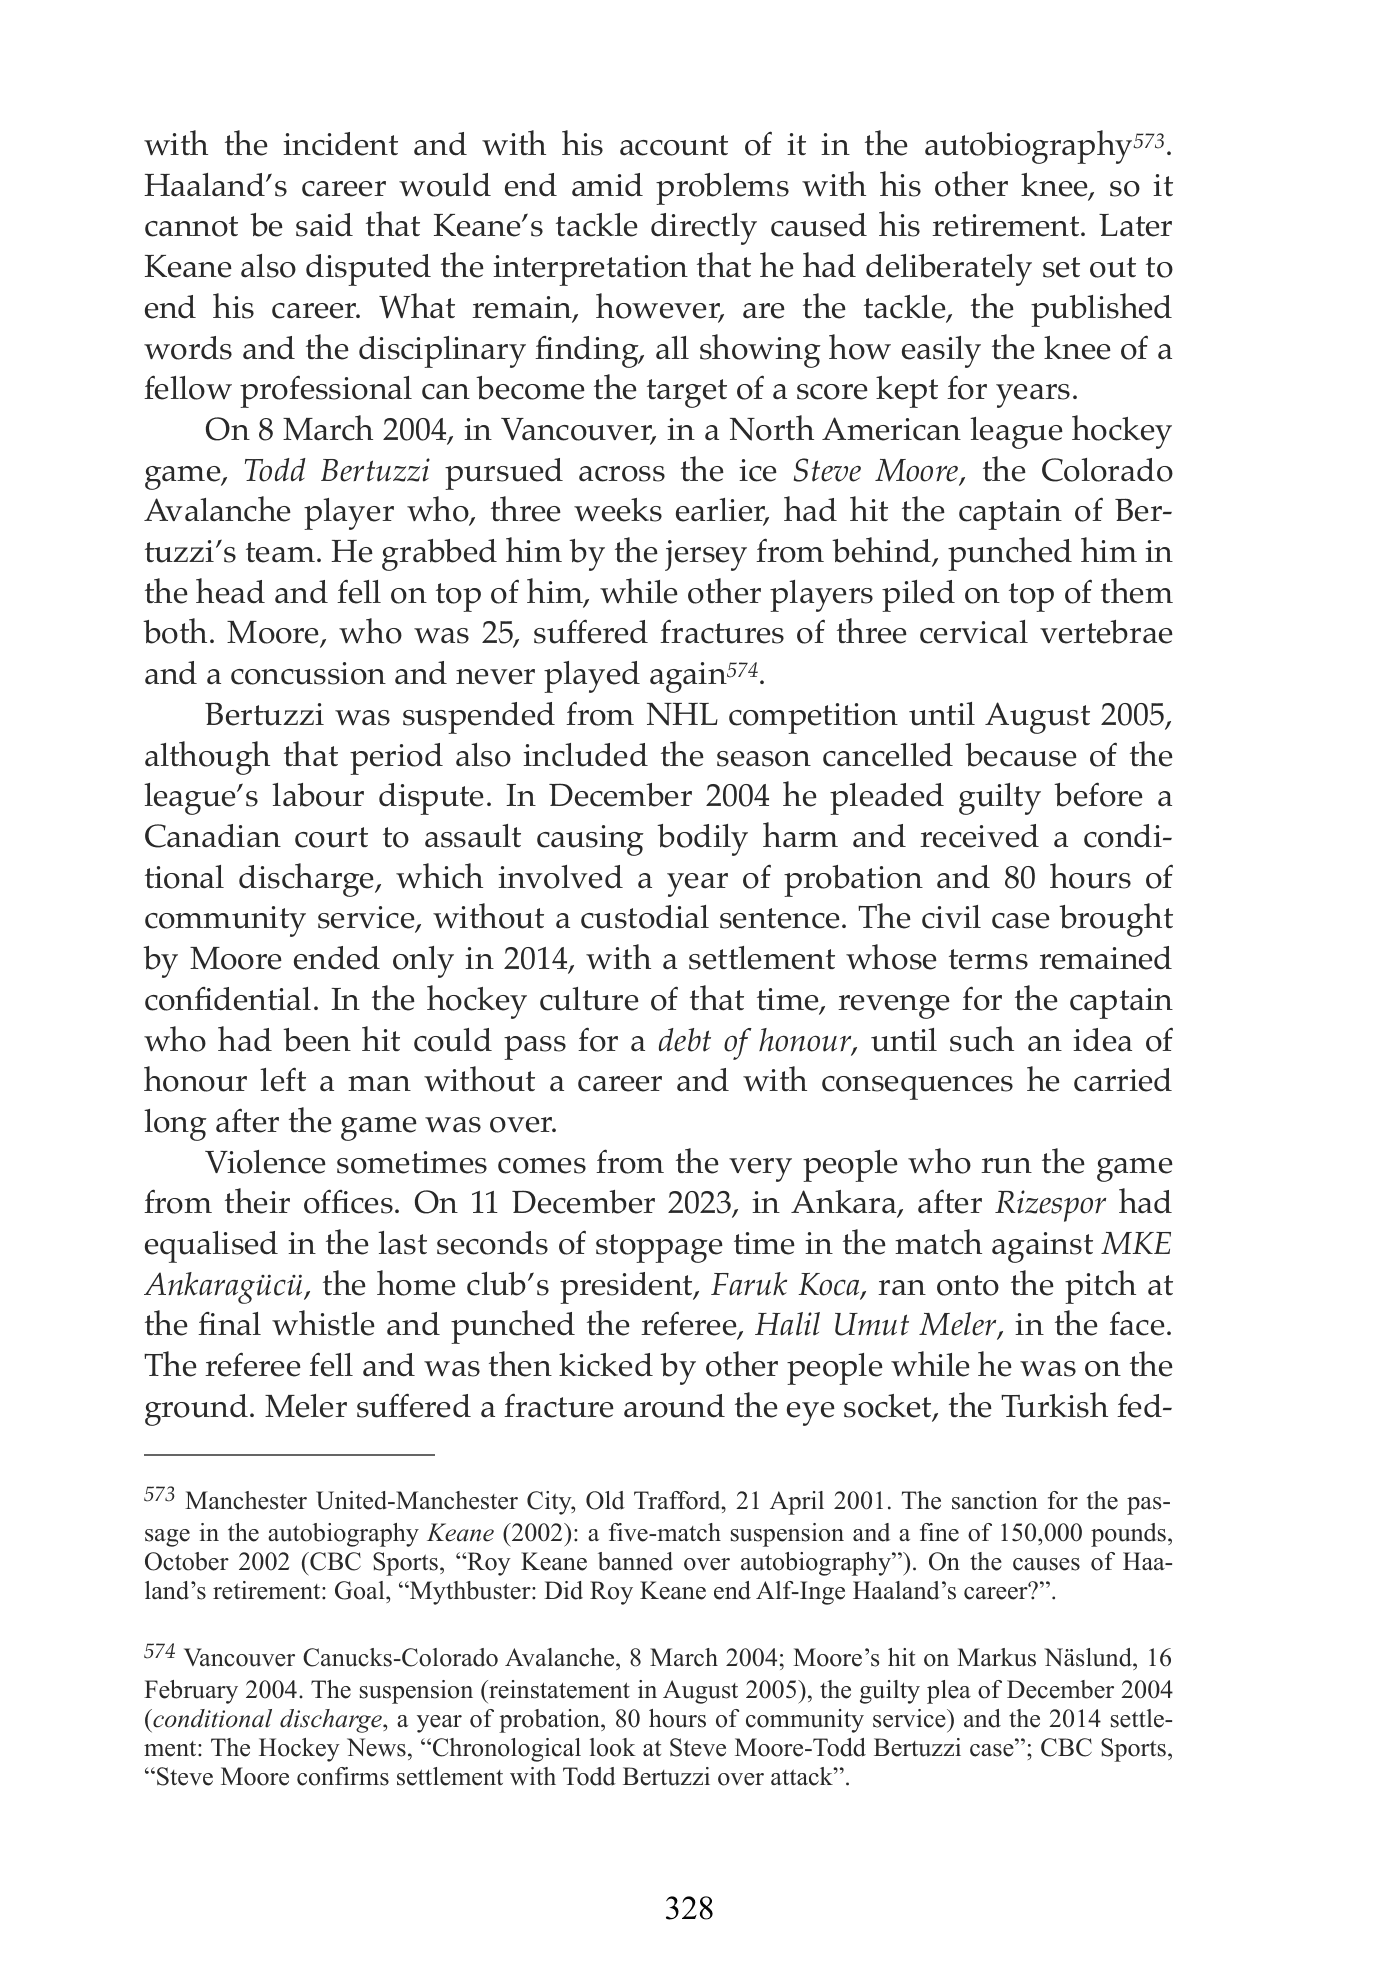 with the incident and with his account of it in the autobiography573.
Haaland’s career would end amid problems with his other knee, so it
cannot be said that Keane’s tackle directly caused his retirement. Later
Keane also disputed the interpretation that he had deliberately set out to
end his career. What remain, however, are the tackle, the published
words and the disciplinary finding, all showing how easily the knee of a
fellow professional can become the target of a score kept for years.
On 8 March 2004, in Vancouver, in a North American league hockey
game, Todd Bertuzzi pursued across the ice Steve Moore, the Colorado
Avalanche player who, three weeks earlier, had hit the captain of Ber-
tuzzi’s team. He grabbed him by the jersey from behind, punched him in
the head and fell on top of him, while other players piled on top of them
both. Moore, who was 25, suffered fractures of three cervical vertebrae
and a concussion and never played again574.
Bertuzzi was suspended from NHL competition until August 2005,
although that period also included the season cancelled because of the
league’s labour dispute. In December 2004 he pleaded guilty before a
Canadian court to assault causing bodily harm and received a condi-
tional discharge, which involved a year of probation and 80 hours of
community service, without a custodial sentence. The civil case brought
by Moore ended only in 2014, with a settlement whose terms remained
confidential. In the hockey culture of that time, revenge for the captain
who had been hit could pass for a debt of honour, until such an idea of
honour left a man without a career and with consequences he carried
long after the game was over.
Violence sometimes comes from the very people who run the game
from their offices. On 11 December 2023, in Ankara, after Rizespor had
equalised in the last seconds of stoppage time in the match against MKE
Ankaragücü, the home club’s president, Faruk Koca, ran onto the pitch at
the final whistle and punched the referee, Halil Umut Meler, in the face.
The referee fell and was then kicked by other people while he was on the
ground. Meler suffered a fracture around the eye socket, the Turkish fed-
573 Manchester United-Manchester City, Old Trafford, 21 April 2001. The sanction for the pas-
sage in the autobiography Keane (2002): a five-match suspension and a fine of 150,000 pounds,
October 2002 (CBC Sports, “Roy Keane banned over autobiography”). On the causes of Haa-
land’s retirement: Goal, “Mythbuster: Did Roy Keane end Alf-Inge Haaland’s career?”.
574 Vancouver Canucks-Colorado Avalanche, 8 March 2004; Moore’s hit on Markus Näslund, 16
February 2004. The suspension (reinstatement in August 2005), the guilty plea of December 2004
(conditional discharge, a year of probation, 80 hours of community service) and the 2014 settle-
ment: The Hockey News, “Chronological look at Steve Moore-Todd Bertuzzi case”; CBC Sports,
“Steve Moore confirms settlement with Todd Bertuzzi over attack”.
328